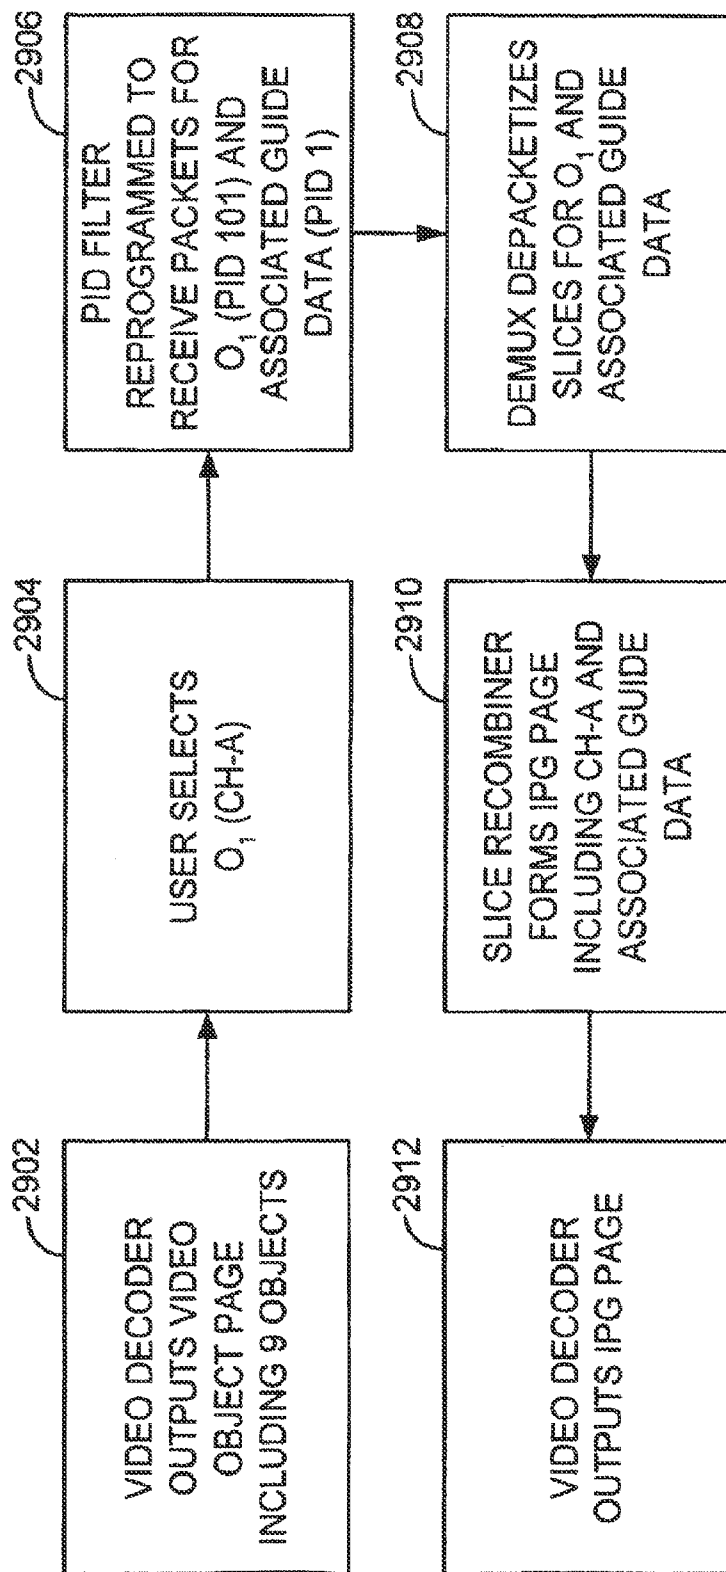 2902
VIDEO DECODER
OUTPUTS VIDEO
OBJECT PAGE
INCLUDING 9 OBJECTS
2904
USER SELECTS
O₁ (CH-A)
2906
PID FILTER
REPROGRAMMED TO
RECEIVE PACKETS FOR
O₁ (PID 101) AND
ASSOCIATED GUIDE
DATA (PID 1)
2908
DEMUX DEPACKETIZES
SLICES FOR O₁ AND
ASSOCIATED GUIDE
DATA
2910
SLICE RECOMBINER
FORMS IPG PAGE
INCLUDING CH-A AND
ASSOCIATED GUIDE
DATA
2912
VIDEO DECODER
OUTPUTS IPG PAGE